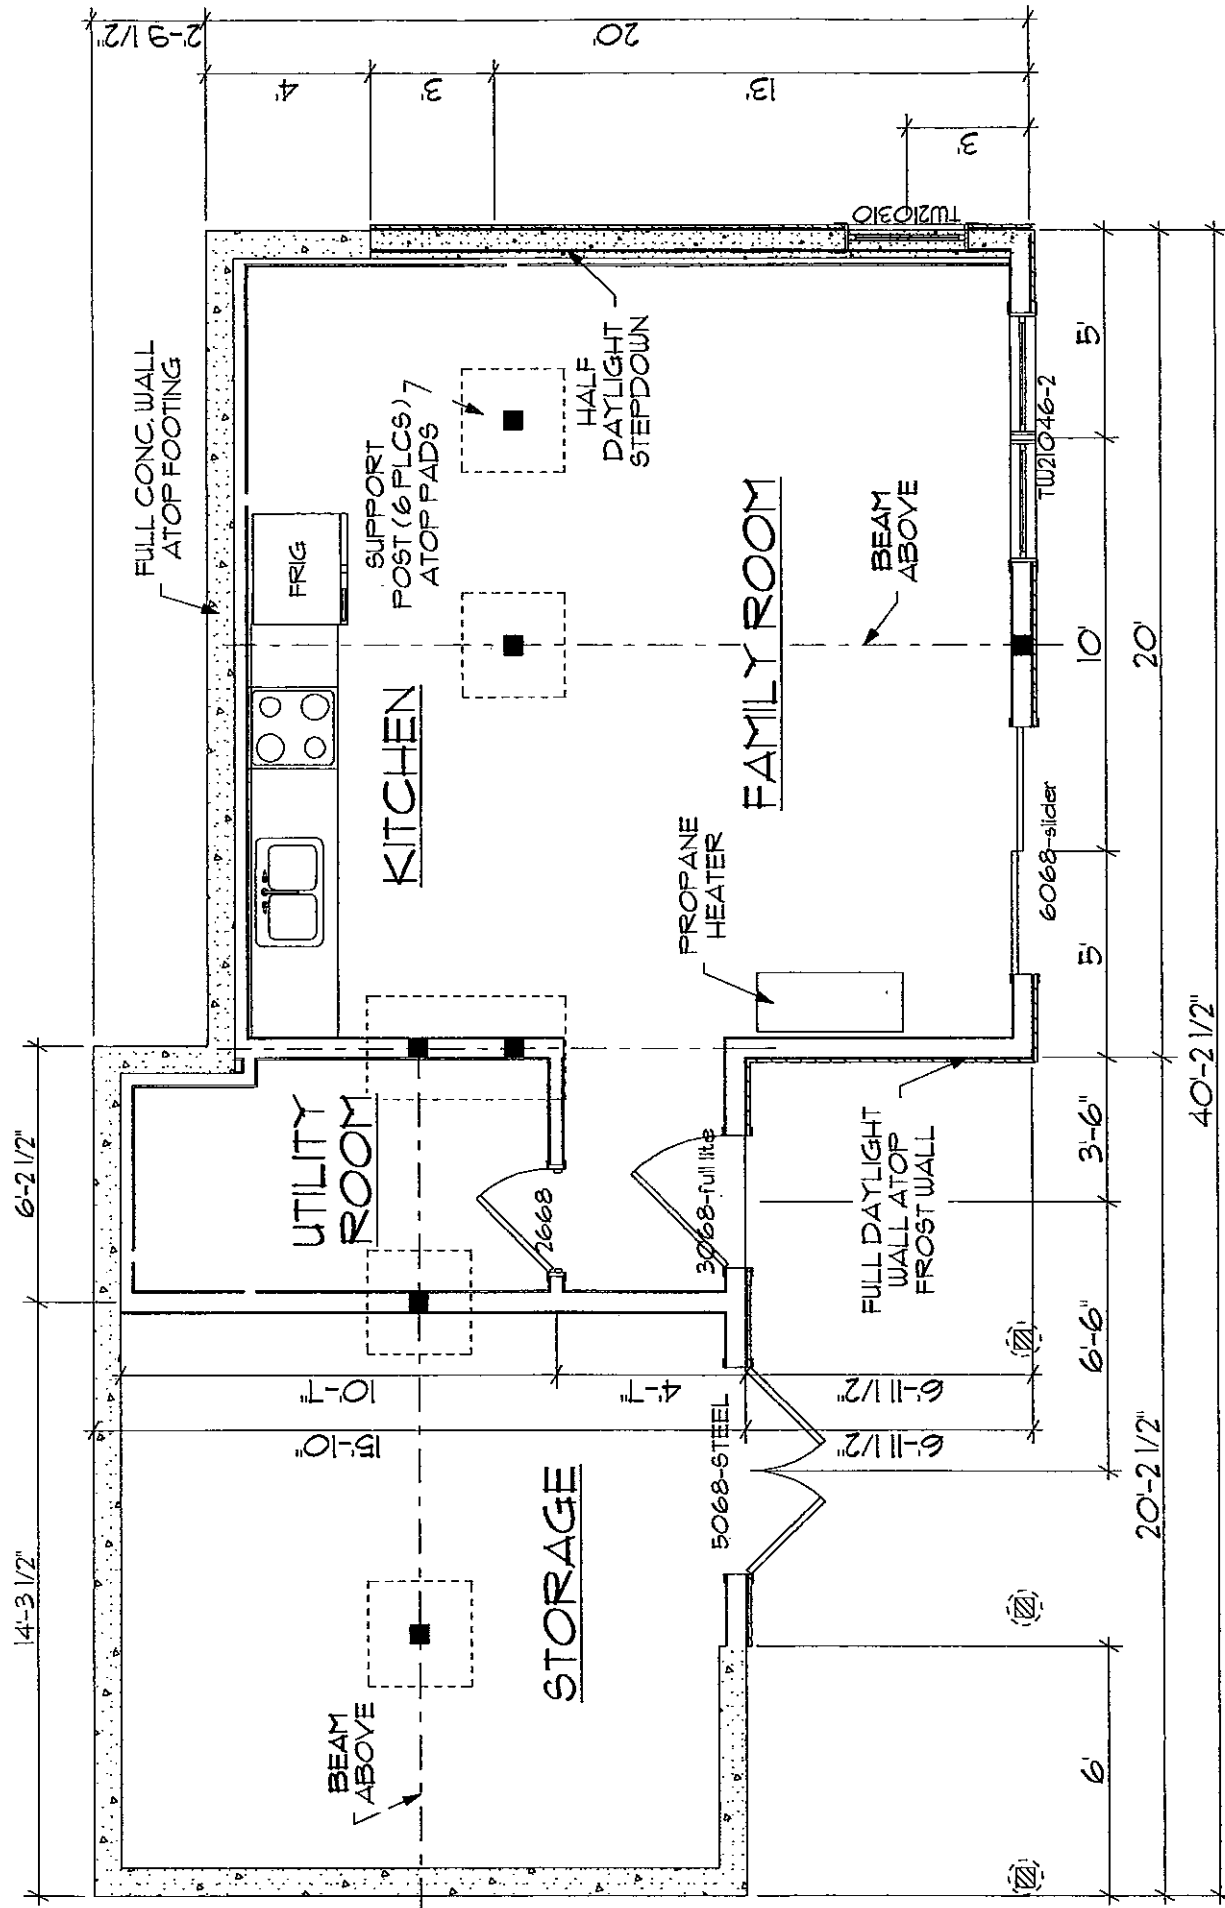 FULL CONC. WALL
ATOP FOOTING
FRIG
SUPPORT
POST (6 PLCS)
ATOP PADS
HALF
DAYLIGHT
STEPDOWN
KITCHEN
FAMILY ROOM
BEAM
ABOVE
PROPANE
HEATER
UTILITY
ROOM
2668
3068-full lite
FULL DAYLIGHT
WALL ATOP
FROST WALL
STORAGE
5068-STEEL
BEAM
ABOVE
6068-slider
TW21046-2
TW210310
14'-3 1/2"
6'-2 1/2"
2'-9 1/2"
20'
4'
3'
13'
3'
10'-7"
4'-7"
6'-11 1/2"
15'-10"
6'-11 1/2"
6'
6'-6"
3'-6"
5'
10'
5'
20'-2 1/2"
20'
40'-2 1/2"